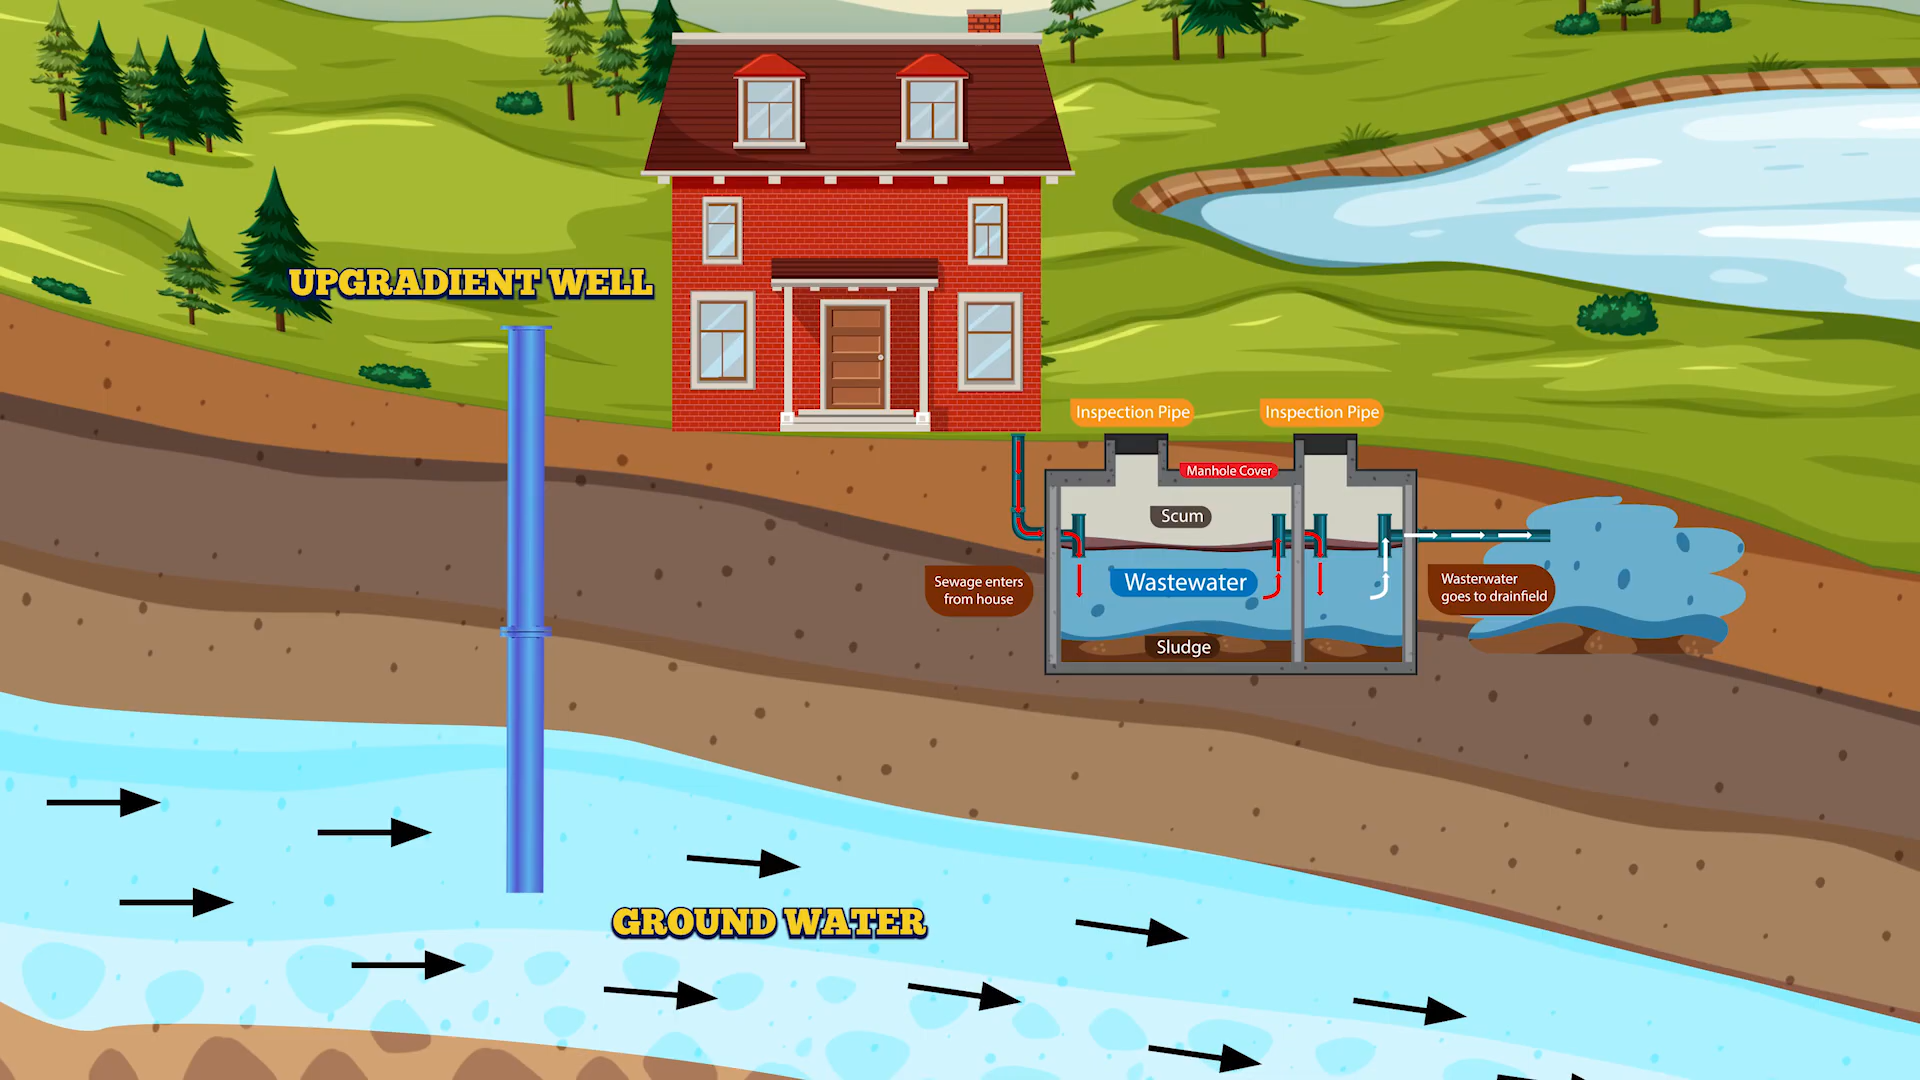 UPGRADIENT WELL
Inspection Pipe
Inspection Pipe
Manhole Cover
Scum
Sewage enters
from house
Wastewater
Wasterwater
goes to drainfield
Sludge
GROUND WATER